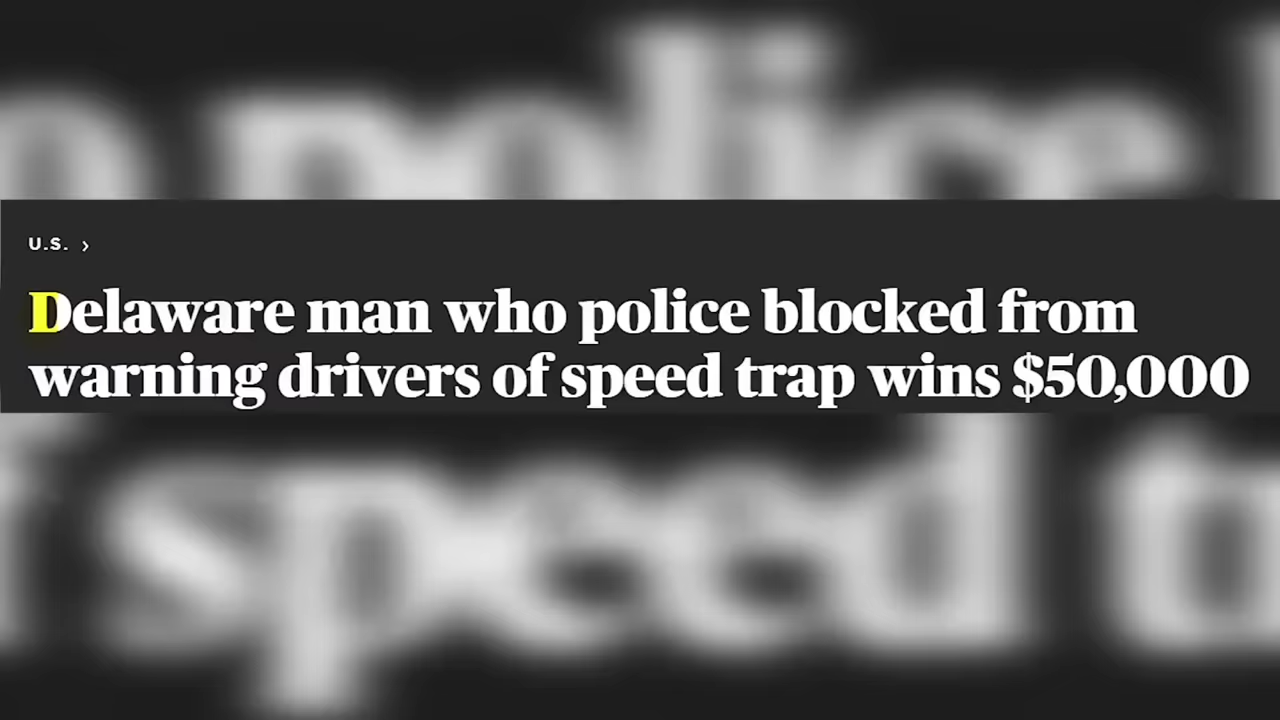 U.S. ›
Delaware man who police blocked from
warning drivers of speed trap wins $50,000